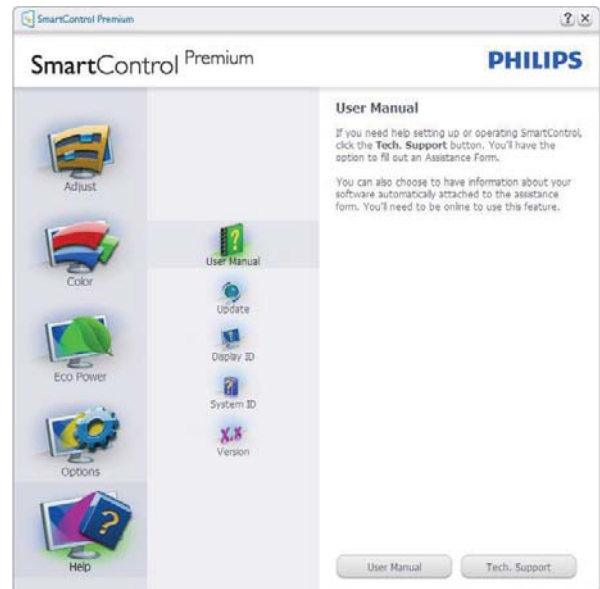 SmartControl Premium
? X
SmartControl Premium
PHILIPS
Adjust
Color
Eco Power
Options
Help
User Manual
Update
Display ID
System ID
X.X
Version
User Manual
If you need help setting up or operating SmartControl,
click the Tech. Support button. You'll have the
option to fill out an Assistance Form.
You can also choose to have information about your
software automatically attached to the assistance
form. You'll need to be online to use this feature.
User Manual
Tech. Support